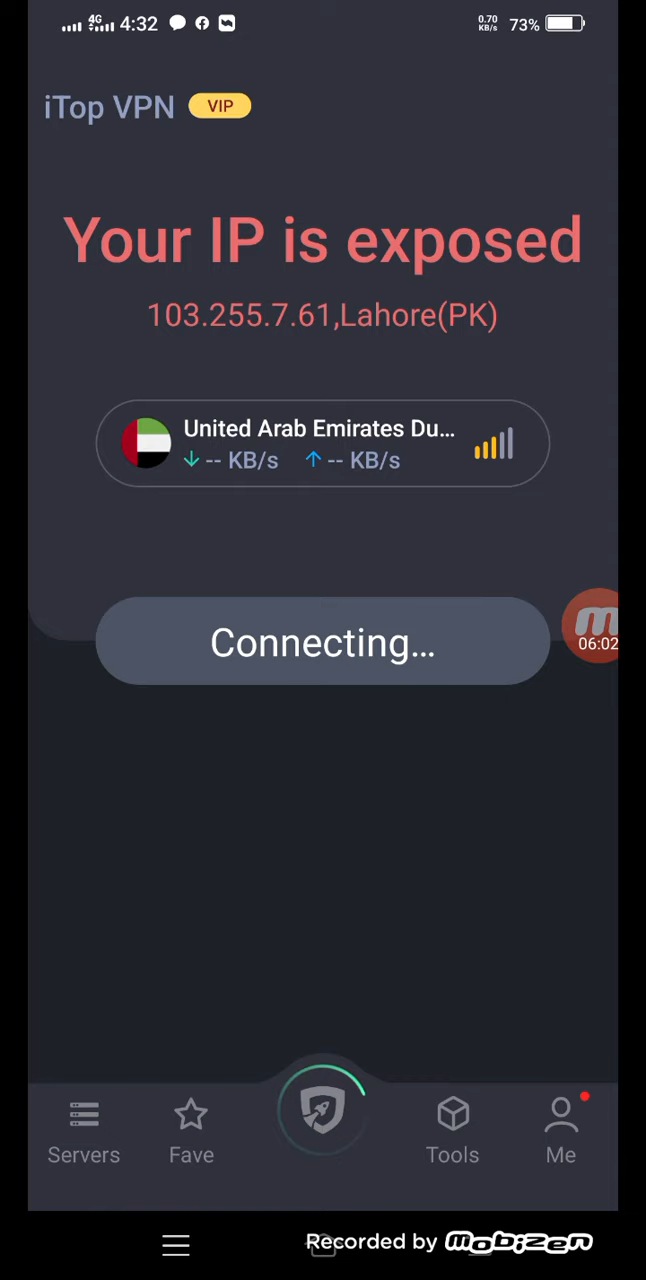 4G 4:32 0.70 KB/s 73%
iTop VPN VIP
Your IP is exposed
103.255.7.61,Lahore(PK)
United Arab Emirates Du...
↓ -- KB/s ↑ -- KB/s
Connecting...
06:02
Servers Fave Tools Me
Recorded by mobizen